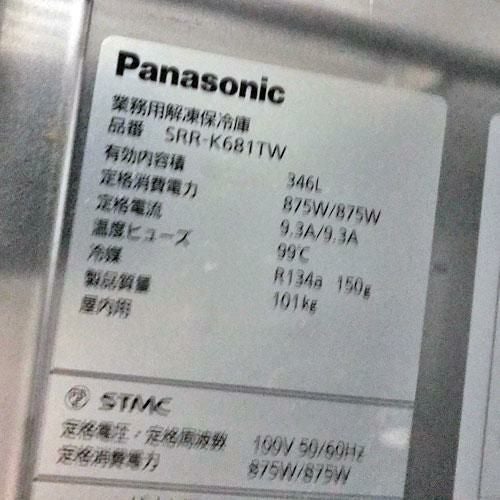 Panasonic
業務用解凍保冷庫
品番 SRR-K681TW
有効内容積 346L
定格消費電力 875W/875W
定格電流 9.3A/9.3A
温度ヒューズ 99℃
冷媒 R134a 150g
製品質量 101kg
屋内用
STMC
定格電圧・定格周波数 100V 50/60Hz
定格消費電力 875W/875W